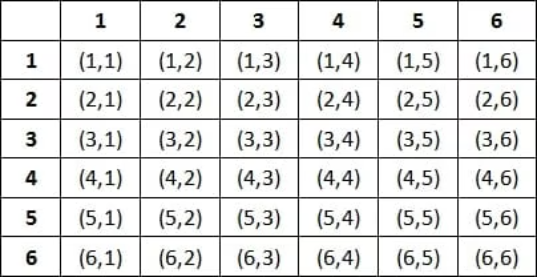 1 2 3 4 5 6
1 (1,1) (1,2) (1,3) (1,4) (1,5) (1,6)
2 (2,1) (2,2) (2,3) (2,4) (2,5) (2,6)
3 (3,1) (3,2) (3,3) (3,4) (3,5) (3,6)
4 (4,1) (4,2) (4,3) (4,4) (4,5) (4,6)
5 (5,1) (5,2) (5,3) (5,4) (5,5) (5,6)
6 (6,1) (6,2) (6,3) (6,4) (6,5) (6,6)